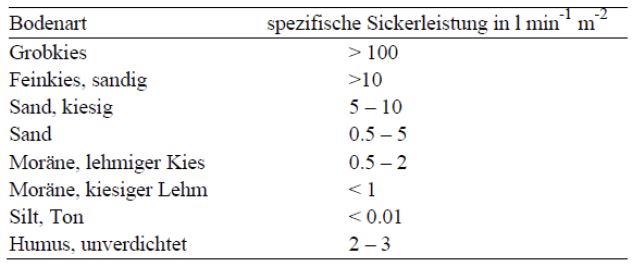 Bodenart spezifische Sickerleistung in l min-1 m-2
Grobkies > 100
Feinkies, sandig >10
Sand, kiesig 5 – 10
Sand 0.5 – 5
Moräne, lehmiger Kies 0.5 – 2
Moräne, kiesiger Lehm < 1
Silt, Ton < 0.01
Humus, unverdichtet 2 – 3